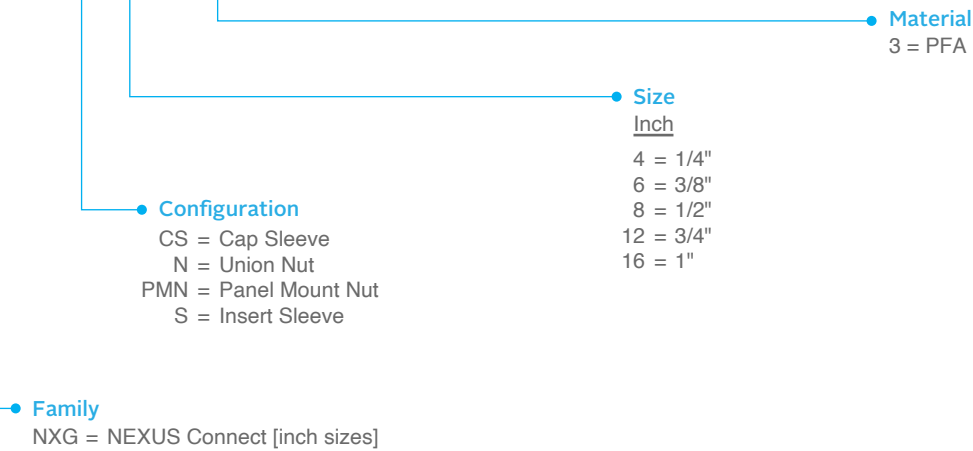 Material
3 = PFA
Size
Inch
4 = 1/4"
6 = 3/8"
8 = 1/2"
12 = 3/4"
16 = 1"
Configuration
CS = Cap Sleeve
N = Union Nut
PMN = Panel Mount Nut
S = Insert Sleeve
Family
NXG = NEXUS Connect [inch sizes]